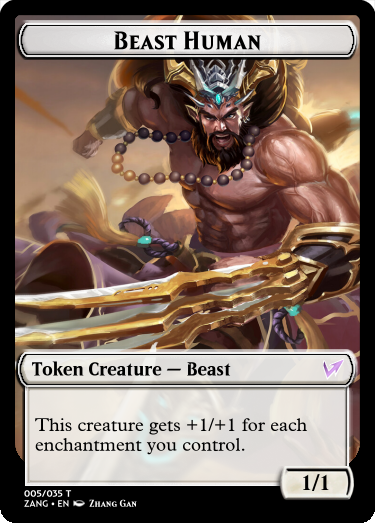 Beast Human
Token Creature — Beast
This creature gets +1/+1 for each
enchantment you control.
1/1
005/035 T
ZANG • EN Zhang Gan